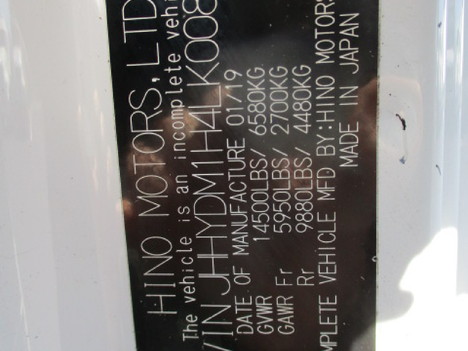 HINO MOTORS, LTD
The vehicle is an incomplete vehi
VIN JHHYDM1H4LK008
DATE OF MANUFACTURE 01/19
GVWR 14500LBS/ 6580KG
GAWR Fr 5950LBS/ 2700KG
Rr 9880LBS/ 4480KG
MPLETE VEHICLE MFD BY:HINO MOTORS
MADE IN JAPAN